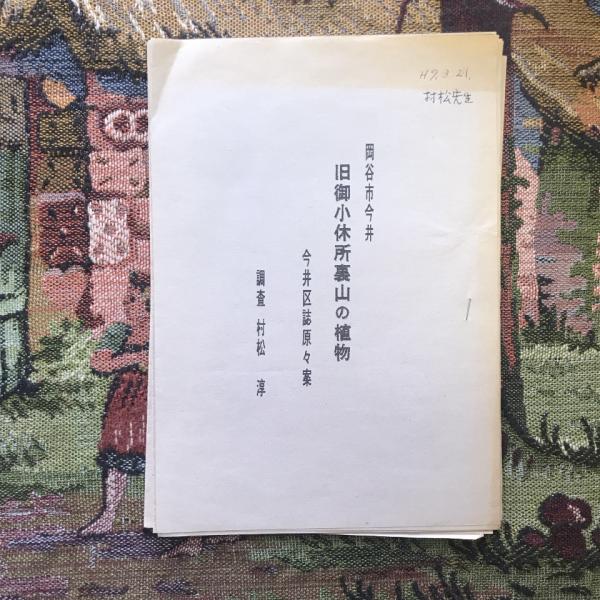 H9.3.21.
村松先生
岡谷市今井
旧御小休所裏山の植物
今井区誌原々案
調査 村松 淳